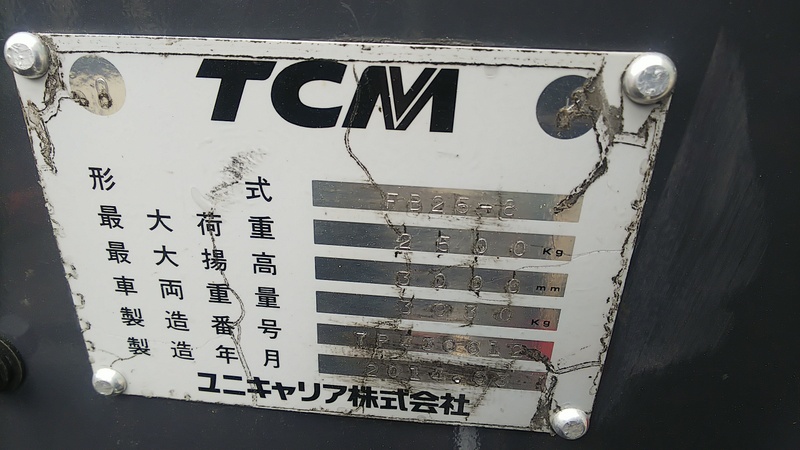 TCM
形式 FB25-8
最大荷重 2500 Kg
最大揚高 3000 mm
車両重量 Kg
製造番号
製造年月
ユニキャリア株式会社